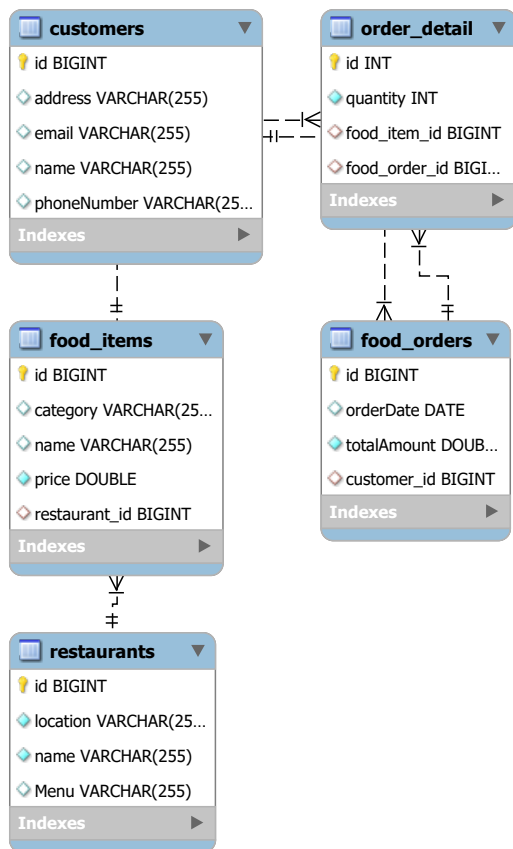 customers
id BIGINT
address VARCHAR(255)
email VARCHAR(255)
name VARCHAR(255)
phoneNumber VARCHAR(25...
Indexes
order_detail
id INT
quantity INT
food_item_id BIGINT
food_order_id BIGI...
Indexes
food_items
id BIGINT
category VARCHAR(25...
name VARCHAR(255)
price DOUBLE
restaurant_id BIGINT
Indexes
food_orders
id BIGINT
orderDate DATE
totalAmount DOUB...
customer_id BIGINT
Indexes
restaurants
id BIGINT
location VARCHAR(25...
name VARCHAR(255)
Menu VARCHAR(255)
Indexes